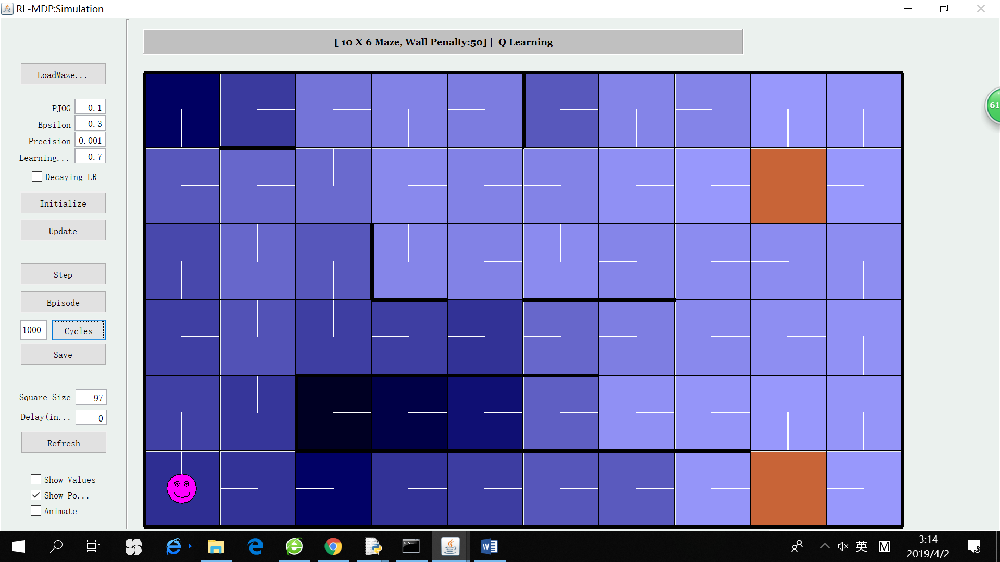 RL-MDP:Simulation
[ 10 X 6 Maze, Wall Penalty:50] | Q Learning
LoadMaze...
PJOG 0.1
Epsilon 0.3
Precision 0.001
Learning... 0.7
Decaying LR
Initialize
Update
Step
Episode
1000 Cycles
Save
Square Size 97
Delay(in... 0
Refresh
Show Values
Show Po...
Animate
61
英 M
3:14
2019/4/2